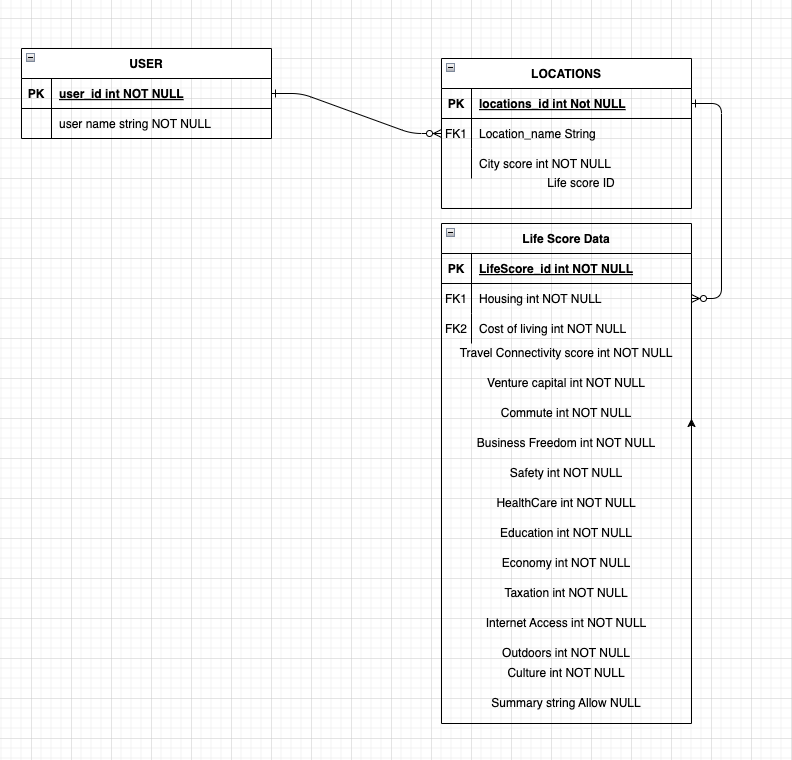 USER
PK user_id int NOT NULL
user name string NOT NULL
LOCATIONS
PK locations_id int Not NULL
FK1 Location_name String
City score int NOT NULL
Life score ID
Life Score Data
PK LifeScore_id int NOT NULL
FK1 Housing int NOT NULL
FK2 Cost of living int NOT NULL
Travel Connectivity score int NOT NULL
Venture capital int NOT NULL
Commute int NOT NULL
Business Freedom int NOT NULL
Safety int NOT NULL
HealthCare int NOT NULL
Education int NOT NULL
Economy int NOT NULL
Taxation int NOT NULL
Internet Access int NOT NULL
Outdoors int NOT NULL
Culture int NOT NULL
Summary string Allow NULL